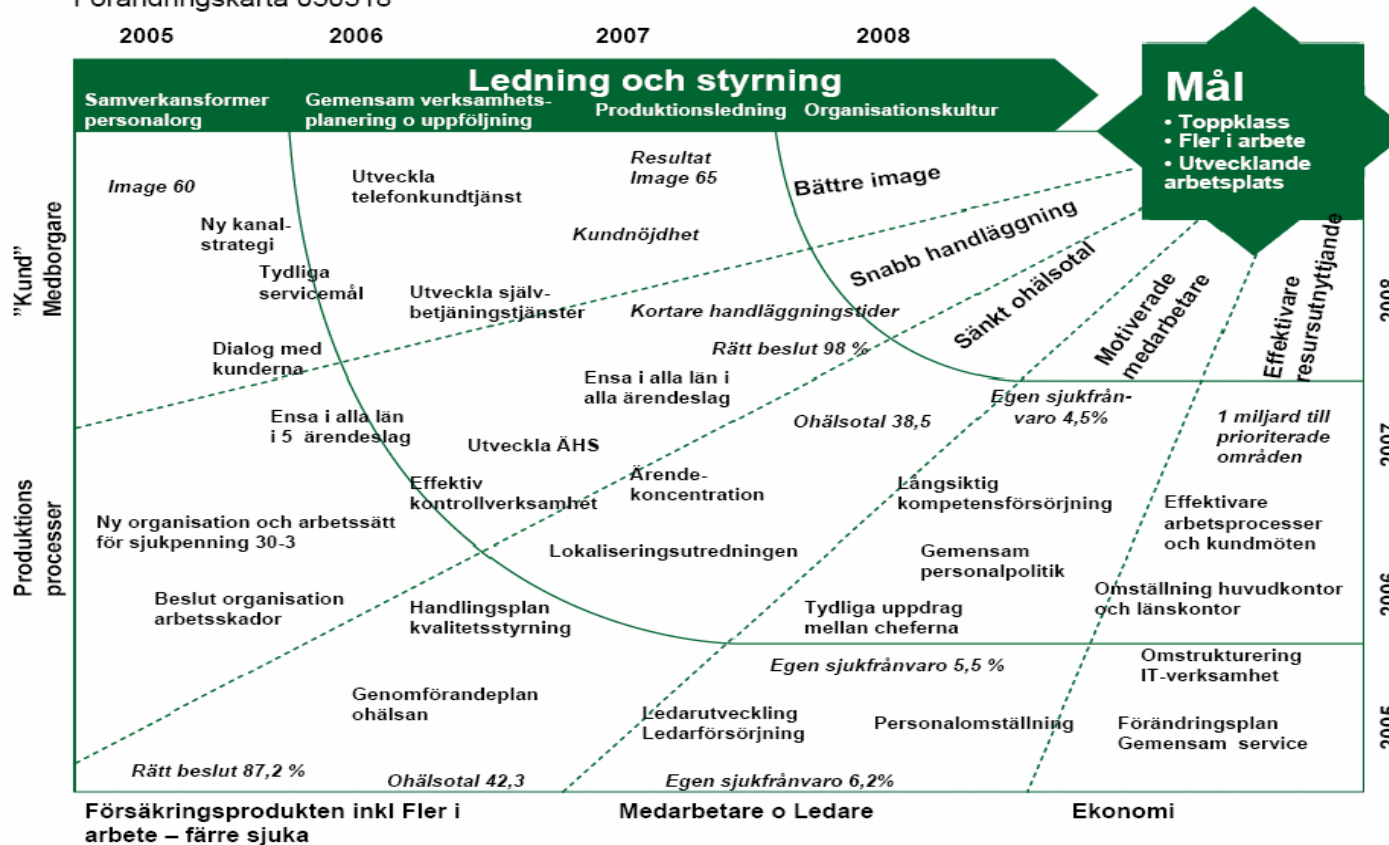 Förändringskarta 050518
2005
2006
2007
2008
Ledning och styrning
Samverkansformer
personalorg
Gemensam verksamhets-
planering o uppföljning
Produktionsledning
Organisationskultur
Mål
• Toppklass
• Fler i arbete
• Utvecklande
arbetsplats
"Kund"
Medborgare
Image 60
Ny kanal-
strategi
Tydliga
servicemål
Dialog med
kunderna
Utveckla
telefonkundtjänst
Utveckla själv-
betjäningstjänster
Resultat
Image 65
Kundnöjdhet
Bättre image
Snabb handläggning
Sänkt ohälsotal
Motiverade
medarbetare
Effektivare
resursutnyttjande
2008
Kortare handläggningstider
Rätt beslut 98 %
Ensa i alla län i
alla ärendeslag
Ensa i alla län
i 5 ärendeslag
Utveckla ÄHS
Effektiv
kontrollverksamhet
Ärende-
koncentration
Ohälsotal 38,5
Egen sjukfrån-
varo 4,5%
1 miljard till
prioriterade
områden
2007
Produktions
processer
Ny organisation och arbetssätt
för sjukpenning 30-3
Beslut organisation
arbetsskador
Lokaliseringsutredningen
Handlingsplan
kvalitetsstyrning
Långsiktig
kompetensförsörjning
Gemensam
personalpolitik
Tydliga uppdrag
mellan cheferna
Effektivare
arbetsprocesser
och kundmöten
Omställning huvudkontor
och länskontor
2006
Egen sjukfrånvaro 5,5 %
Omstrukturering
IT-verksamhet
Genomförandeplan
ohälsan
Ledarutveckling
Ledarförsörjning
Personalomställning
Förändringsplan
Gemensam service
2005
Rätt beslut 87,2 %
Ohälsotal 42,3
Egen sjukfrånvaro 6,2%
Försäkringsprodukten inkl Fler i
arbete – färre sjuka
Medarbetare o Ledare
Ekonomi